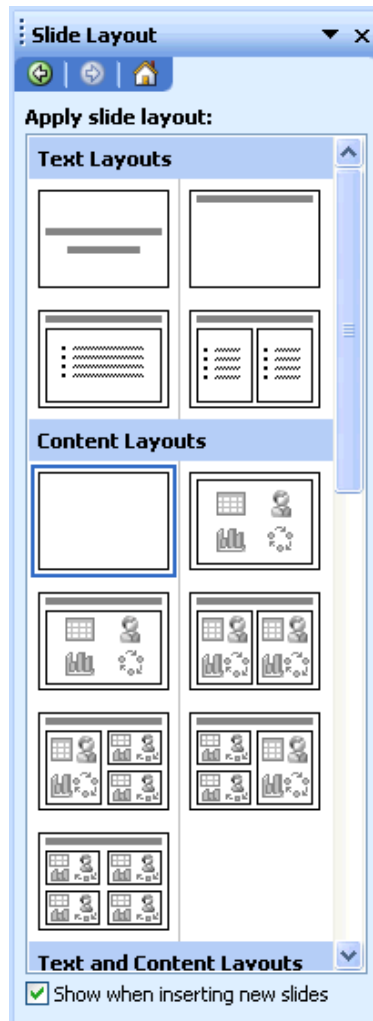 Slide Layout
Apply slide layout:
Text Layouts
Content Layouts
Text and Content Layouts
Show when inserting new slides